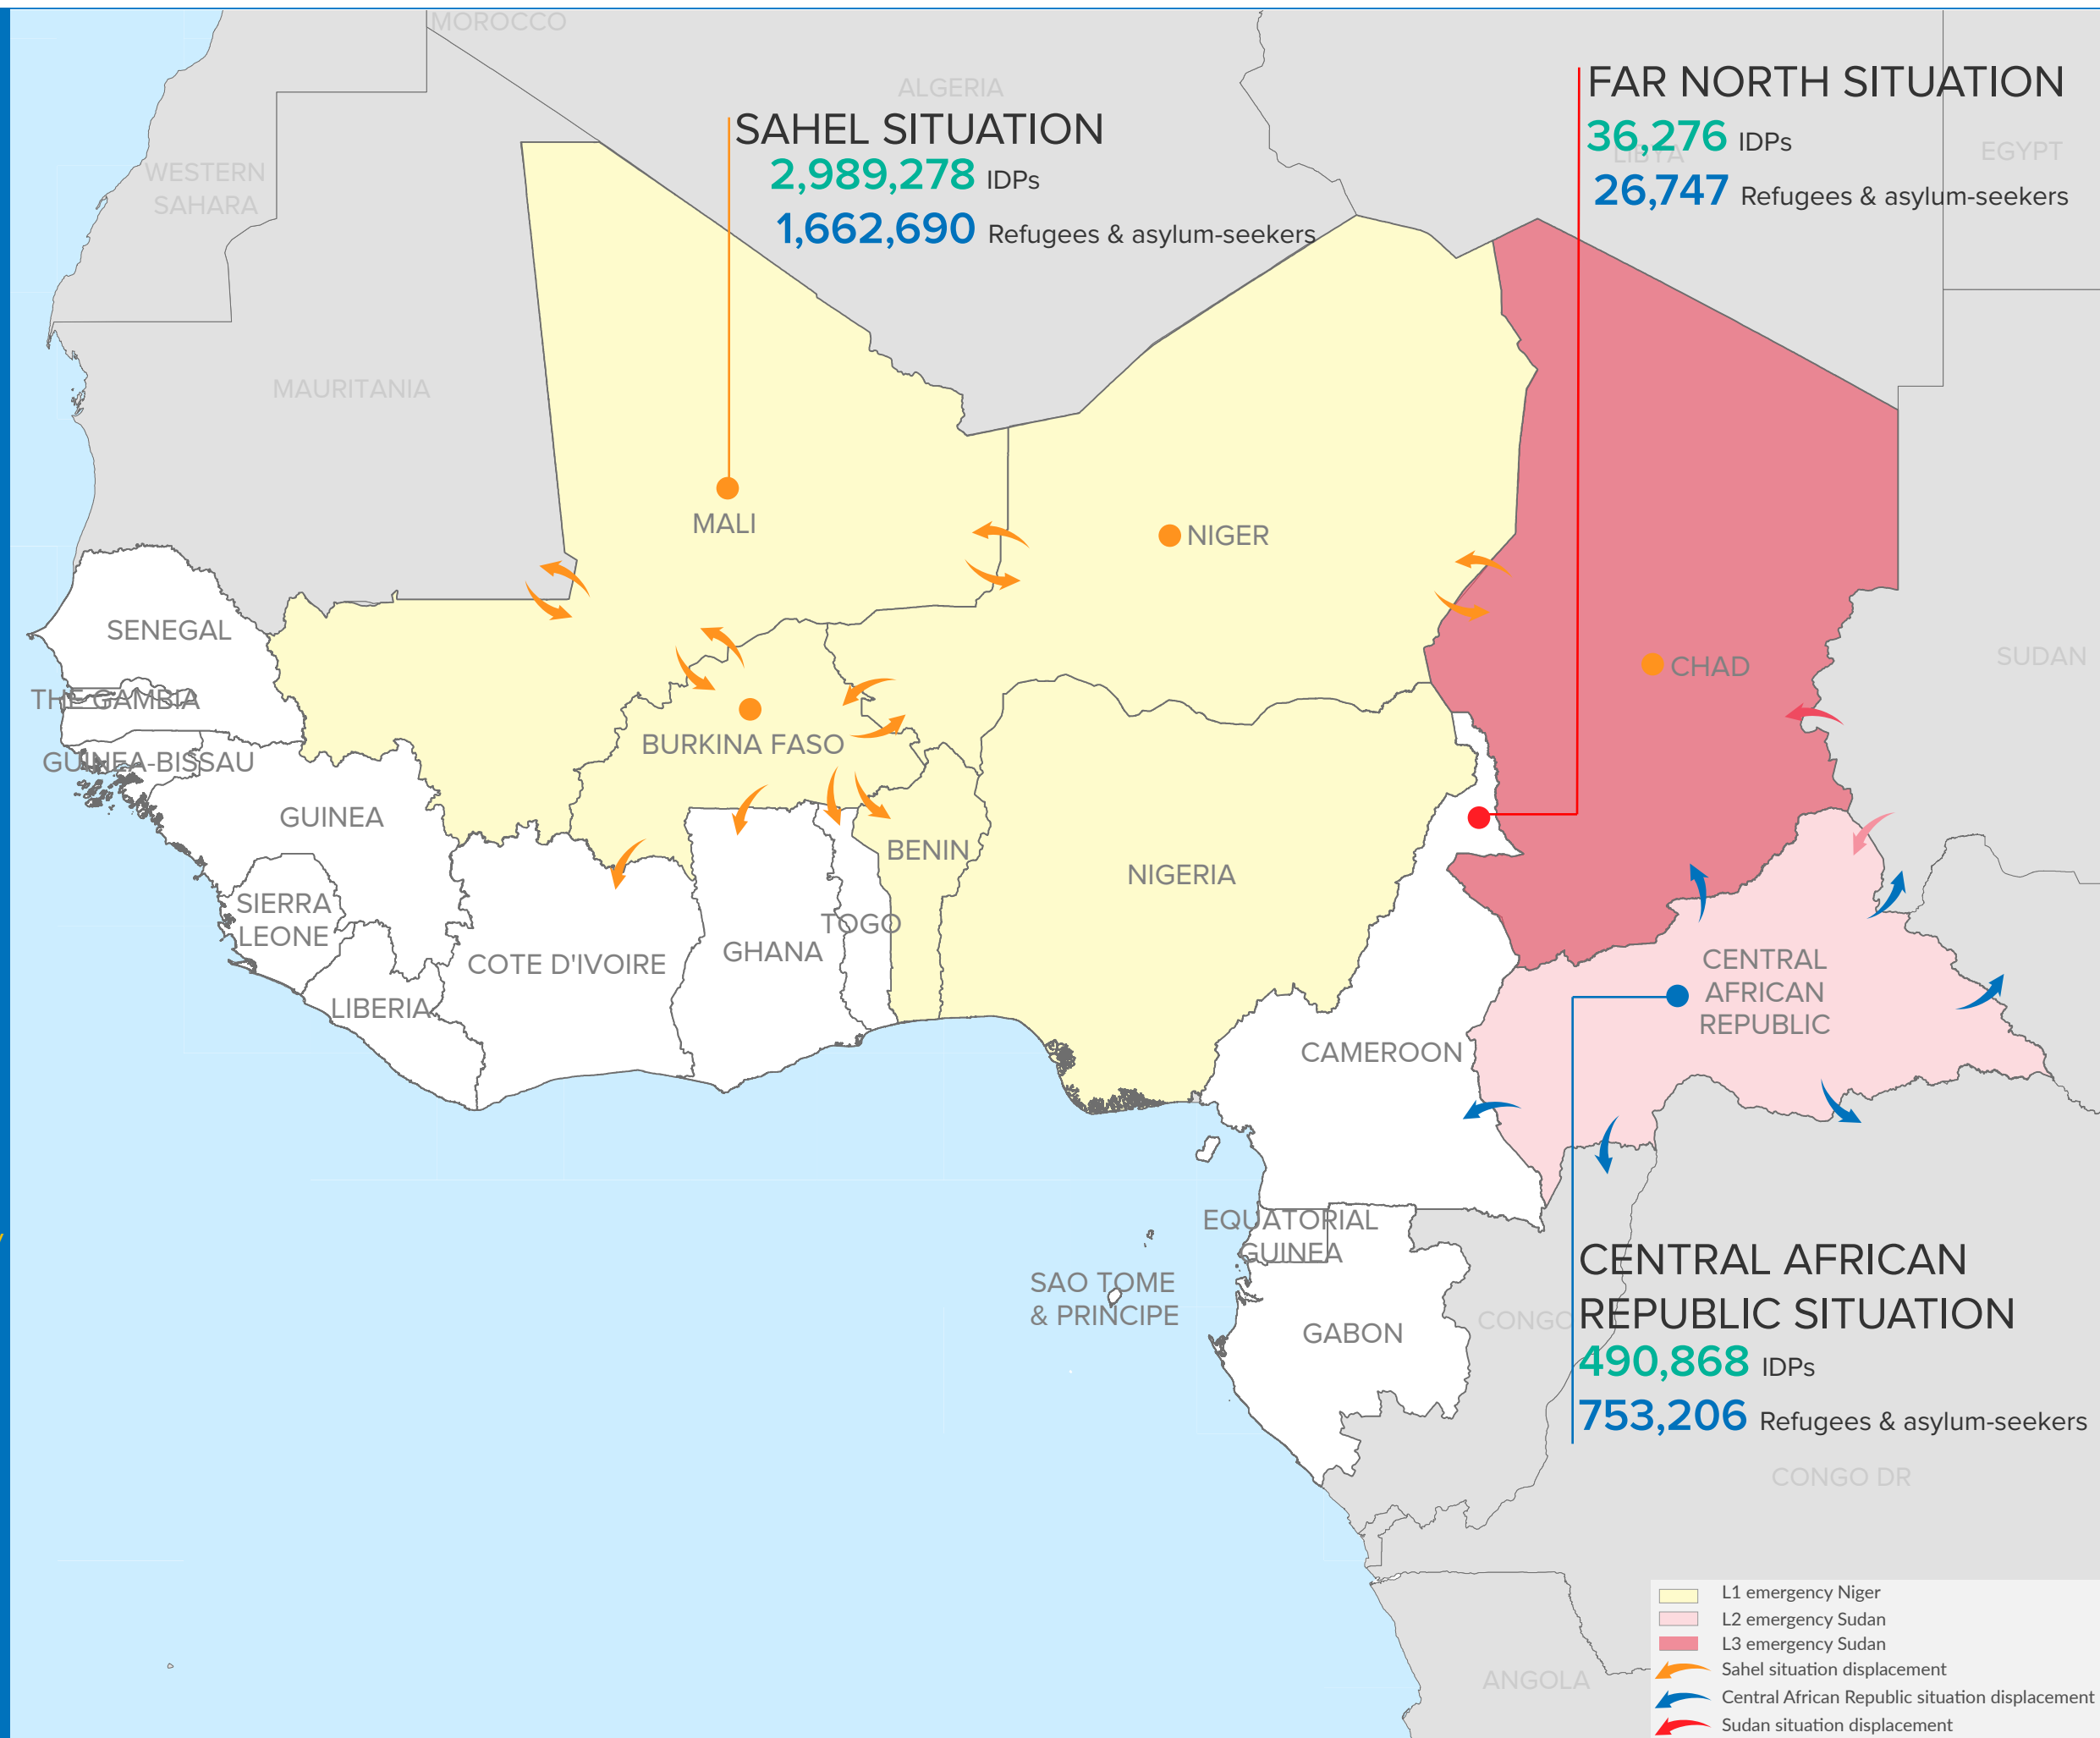 MOROCCO
ALGERIA
FAR NORTH SITUATION
36,276 IDPs
LIBYA
EGYPT
26,747 Refugees & asylum-seekers
SAHEL SITUATION
2,989,278 IDPs
1,662,690 Refugees & asylum-seekers
WESTERN
SAHARA
MAURITANIA
MALI
NIGER
SENEGAL
CHAD
SUDAN
THE GAMBIA
BURKINA FASO
GUINEA-BISSAU
GUINEA
BENIN
NIGERIA
SIERRA
LEONE
TOGO
GHANA
COTE D'IVOIRE
CENTRAL
AFRICAN
REPUBLIC
LIBERIA
CAMEROON
EQUATORIAL
GUINEA
SAO TOME
& PRINCIPE
GABON
CONGO
CENTRAL AFRICAN
REPUBLIC SITUATION
490,868 IDPs
753,206 Refugees & asylum-seekers
CONGO DR
ANGOLA
L1 emergency Niger
L2 emergency Sudan
L3 emergency Sudan
Sahel situation displacement
Central African Republic situation displacement
Sudan situation displacement